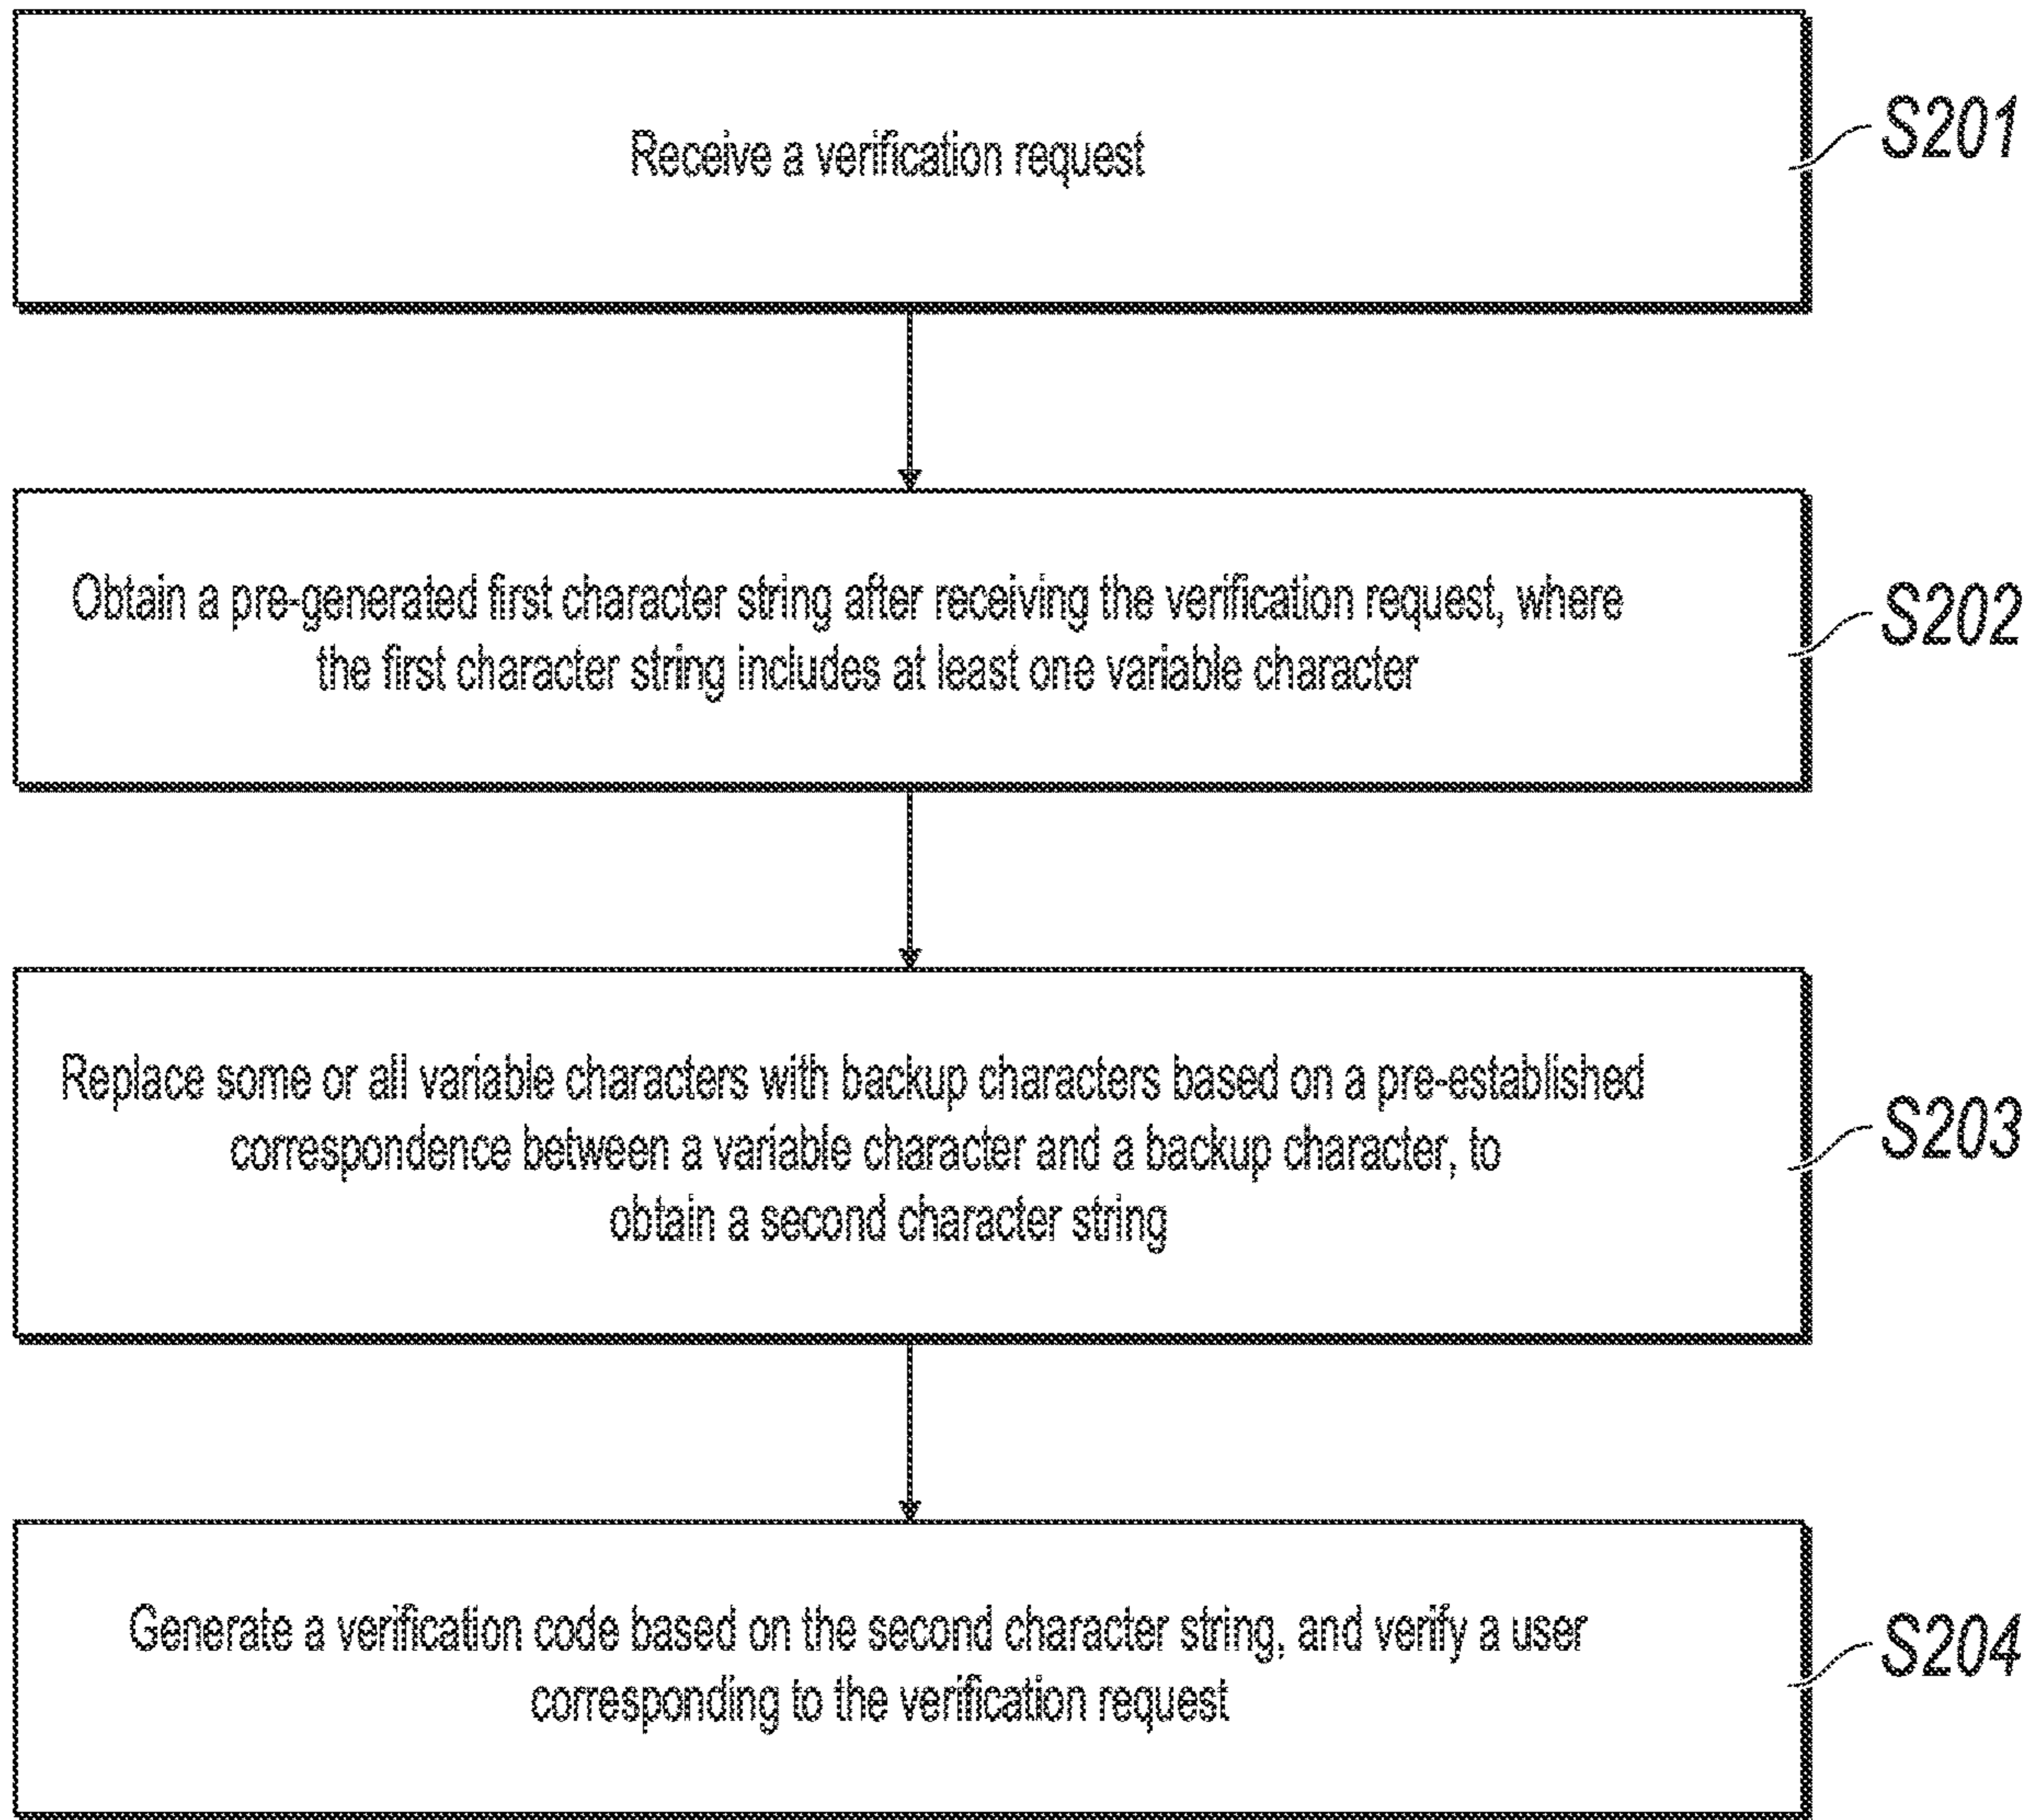 Receive a verification request
S201
Obtain a pre-generated first character string after receiving the verification request, where
the first character string includes at least one variable character
S202
Replace some or all variable characters with backup characters based on a pre-established
correspondence between a variable character and a backup character, to
obtain a second character string
S203
Generate a verification code based on the second character string, and verify a user
corresponding to the verification request
S204